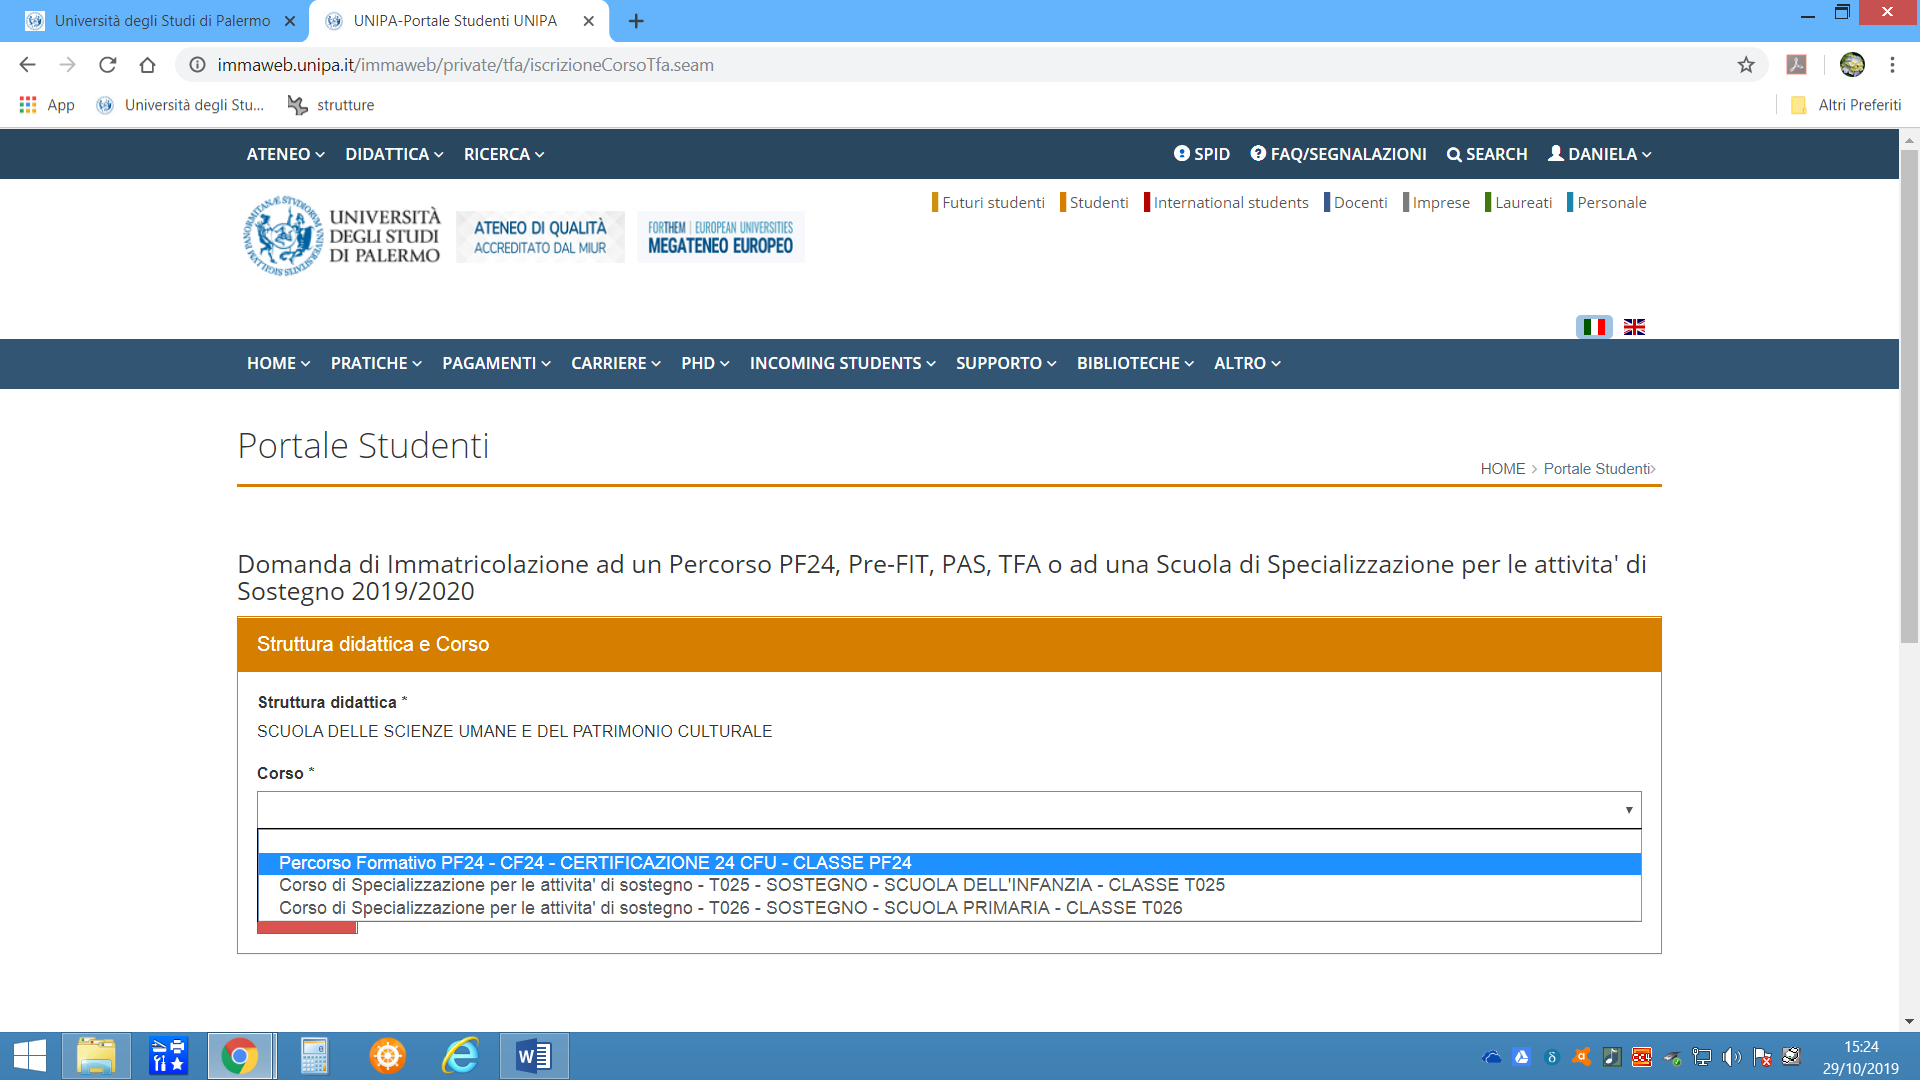 Università degli Studi di Palermo
UNIPA-Portale Studenti UNIPA
immaweb.unipa.it/immaweb/private/tfa/iscrizioneCorsoTfa.seam
App
Università degli Stu...
strutture
Altri Preferiti
ATENEO DIDATTICA RICERCA
SPID FAQ/SEGNALAZIONI SEARCH DANIELA
Futuri studenti Studenti International students Docenti Imprese Laureati Personale
UNIVERSITÀ
DEGLI STUDI
DI PALERMO
ATENEO DI QUALITÀ
ACCREDITATO DAL MIUR
FORTHEM | EUROPEAN UNIVERSITIES
MEGATENEO EUROPEO
HOME PRATICHE PAGAMENTI CARRIERE PHD INCOMING STUDENTS SUPPORTO BIBLIOTECHE ALTRO
Portale Studenti
HOME > Portale Studenti>
Domanda di Immatricolazione ad un Percorso PF24, Pre-FIT, PAS, TFA o ad una Scuola di Specializzazione per le attivita' di
Sostegno 2019/2020
Struttura didattica e Corso
Struttura didattica *
SCUOLA DELLE SCIENZE UMANE E DEL PATRIMONIO CULTURALE
Corso *
Percorso Formativo PF24 - CF24 - CERTIFICAZIONE 24 CFU - CLASSE PF24
Corso di Specializzazione per le attivita' di sostegno - T025 - SOSTEGNO - SCUOLA DELL'INFANZIA - CLASSE T025
Corso di Specializzazione per le attivita' di sostegno - T026 - SOSTEGNO - SCUOLA PRIMARIA - CLASSE T026
15:24
29/10/2019